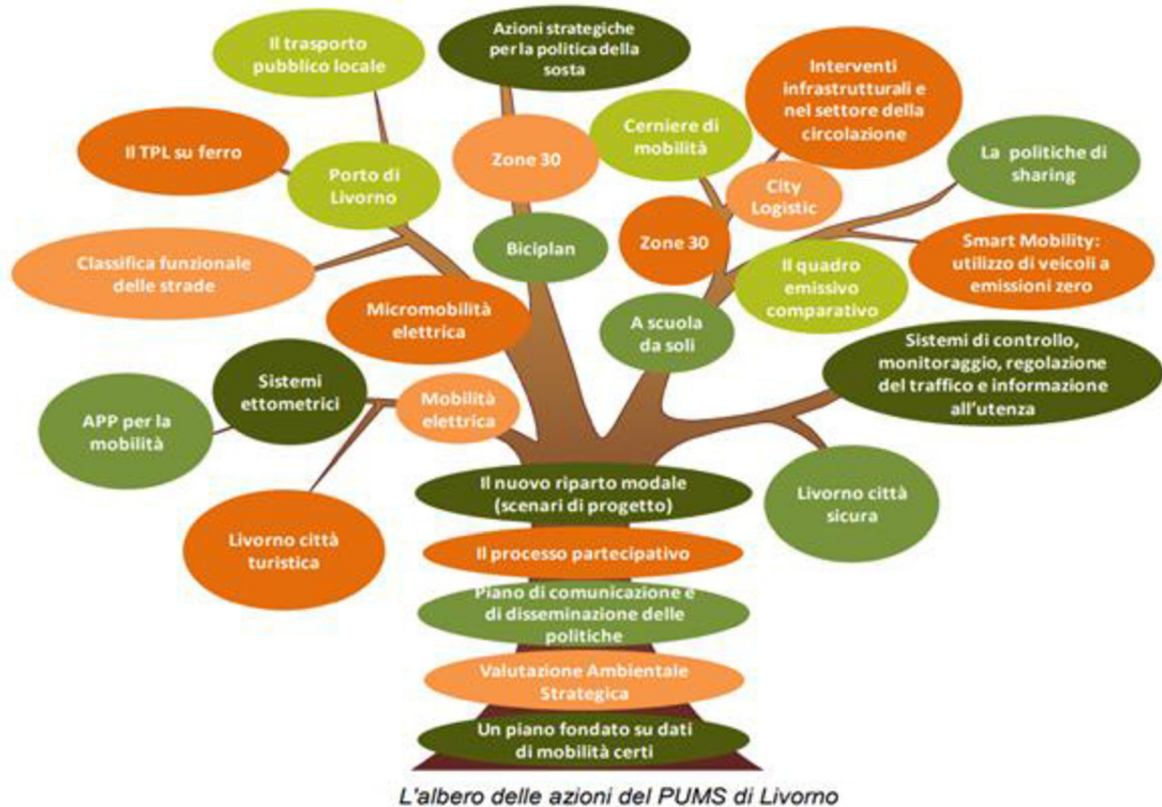 Il trasporto
pubblico locale
Azioni strategiche
per la politica della
sosta
Interventi
infrastrutturali e
nel settore della
circolazione
Il TPL su ferro
Porto di
Livorno
Zone 30
Cerniere di
mobilità
La politiche di
sharing
City
Logistic
Classifica funzionale
delle strade
Biciplan
Zone 30
Smart Mobility:
utilizzo di veicoli a
emissioni zero
Il quadro
emissivo
comparativo
Micromobilità
elettrica
A scuola
da soli
Sistemi di controllo,
monitoraggio, regolazione
del traffico e informazione
all'utenza
Sistemi
ettometrici
Mobilità
elettrica
APP per la
mobilità
Livorno città
turistica
Livorno città
sicura
Il nuovo riparto modale
(scenari di progetto)
Il processo partecipativo
Piano di comunicazione e
di disseminazione delle
politiche
Valutazione Ambientale
Strategica
Un piano fondato su dati
di mobilità certi
L'albero delle azioni del PUMS di Livorno